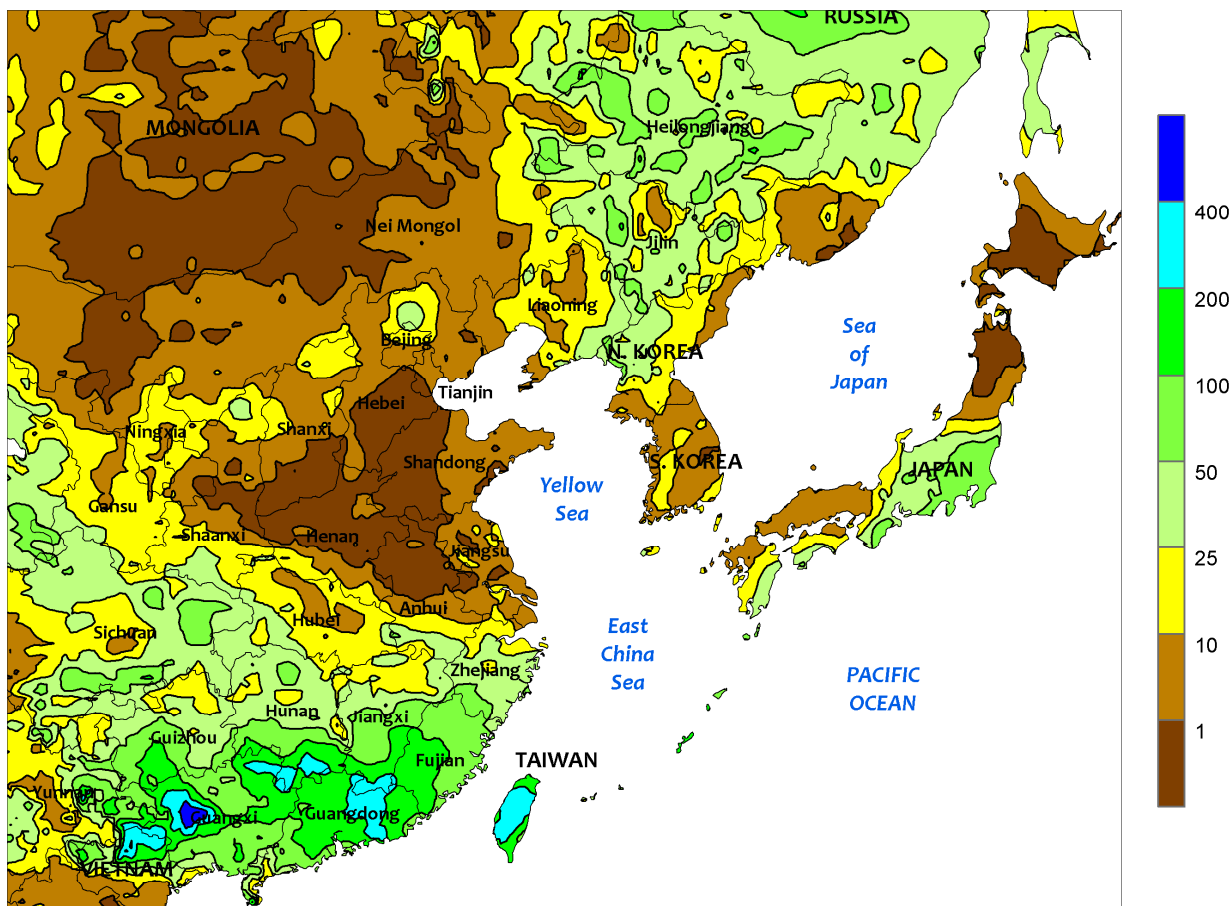 RUSSIA
Heilongjiang
MONGOLIA
Nei Mongol
Jilin
Liaoning
Beijing
N. KOREA
Sea
of
Japan
Tianjin
Hebei
Ningxia
Shanxi
Shandong
S. KOREA
JAPAN
Yellow
Sea
Gansu
Shaanxi
Henan
Jiangsu
Anhui
Hubei
Sichuan
East
China
Sea
Zhejiang
PACIFIC
OCEAN
Hunan
Jiangxi
Guizhou
Fujian
TAIWAN
Yunnan
Guangxi
Guangdong
VIETNAM
400
200
100
50
25
10
1